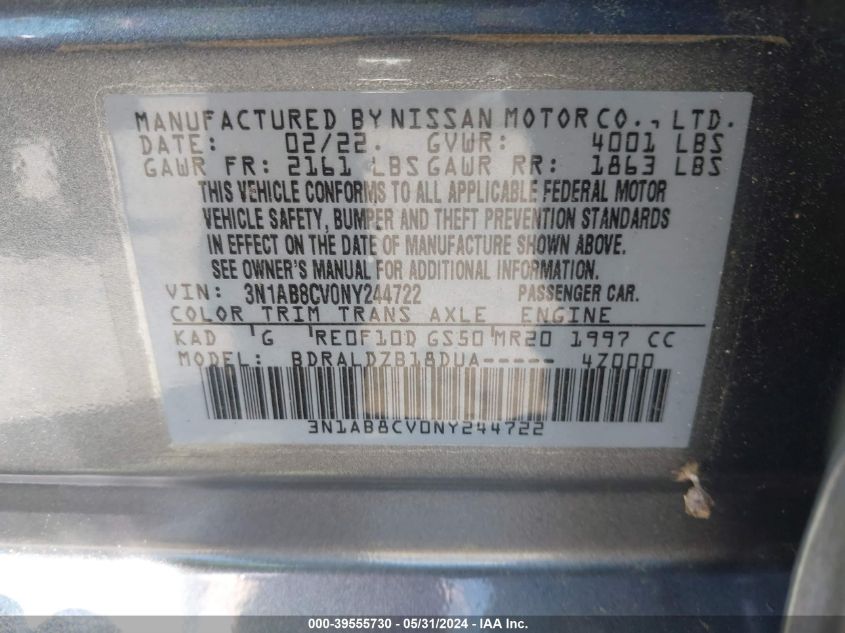 MANUFACTURED BY NISSAN MOTOR CO., LTD.
DATE: 02/22. GVWR: 4001 LBS
GAWR FR: 2161 LBS GAWR RR: 1863 LBS
THIS VEHICLE CONFORMS TO ALL APPLICABLE FEDERAL MOTOR
VEHICLE SAFETY, BUMPER AND THEFT PREVENTION STANDARDS
IN EFFECT ON THE DATE OF MANUFACTURE SHOWN ABOVE.
SEE OWNER'S MANUAL FOR ADDITIONAL INFORMATION.
VIN: 3N1AB8CV0NY244722 PASSENGER CAR.
COLOR TRIM TRANS AXLE ENGINE
KAD G RE0F10D GS50 MR20 1997 CC
MODEL: BDRALDZB18DUA----- 4Z000
3N1AB8CV0NY244722
000-39555730 - 05/31/2024 - IAA Inc.